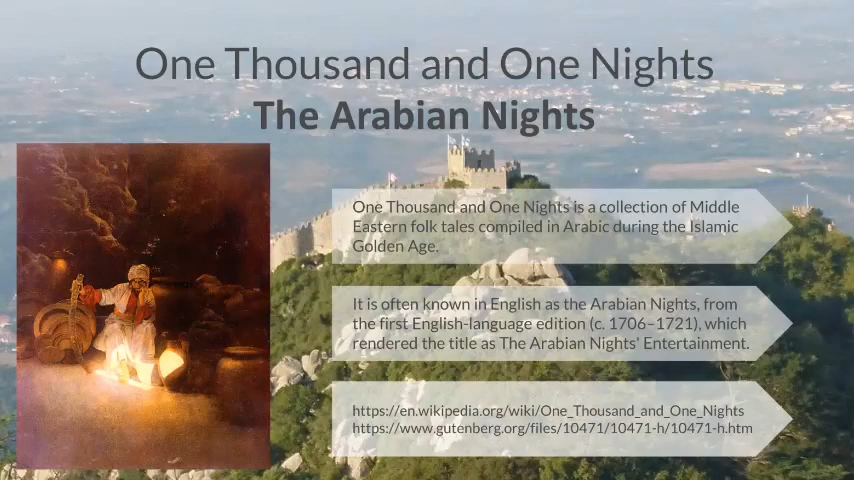 One Thousand and One Nights
The Arabian Nights
One Thousand and One Nights is a collection of Middle
Eastern folk tales compiled in Arabic during the Islamic
Golden Age.
It is often known in English as the Arabian Nights, from
the first English-language edition (c. 1706–1721), which
rendered the title as The Arabian Nights' Entertainment.
https://en.wikipedia.org/wiki/One_Thousand_and_One_Nights
https://www.gutenberg.org/files/10471/10471-h/10471-h.htm